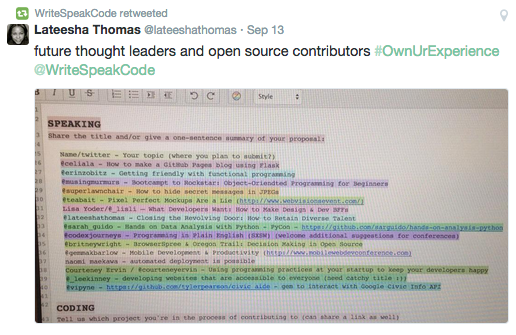 WriteSpeakCode retweeted
Lateesha Thomas @lateeshathomas · Sep 13
future thought leaders and open source contributors #OwnUrExperience
@WriteSpeakCode
I U S Style
SPEAKING
Share the title and/or give a one-sentence summary of your proposal:
Name/twitter - Your topic (where you plan to submit?)
@celiala - How to make a GitHub Pages blog using Flask
@erinzobitz - Getting friendly with functional programming
@musingmurmura - Bootcampt to Rockstar: Object-Oriendted Programming for Beginners
@superlawnchair - How to hide secret messages in JPEGs
@teabait - Pixel Perfect Mockups Are a Lie (http://www.webvisionsevent.com/)
Lisa Yoder/@_lisli - What Developers Want: How to Make Design & Dev BFFs
@lateeshathomas - Closing the Revolving Door: How to Retain Diverse Talent
@sarah_guido - Hands on Data Analysis with Python - PyCon - https://github.com/sarguido/hands-on-analysis-python
@codexjourneys - Programming in Plain English (SXSW) (welcome additional suggestions for conferences)
@britneywright - BrowserSpree & Oregon Trail: Decision Making in Open Source
@gemmakbarlow - Mobile Development & Productivity (http://www.mobilewebdevconference.com)
naomi maekawa - automated deployment is possible
Courteney Ervin / @courteneyervin - Using programming practices at your startup to keep your developers happy
@_leekinney - developing websites that are accessible to everyone (need catchy title :))
@vipyne - https://github.com/tylerpearson/civic_aide - gem to interact with Google Civic Info API
CODING
Tell us which project you're in the process of contributing to (can share a link as well)